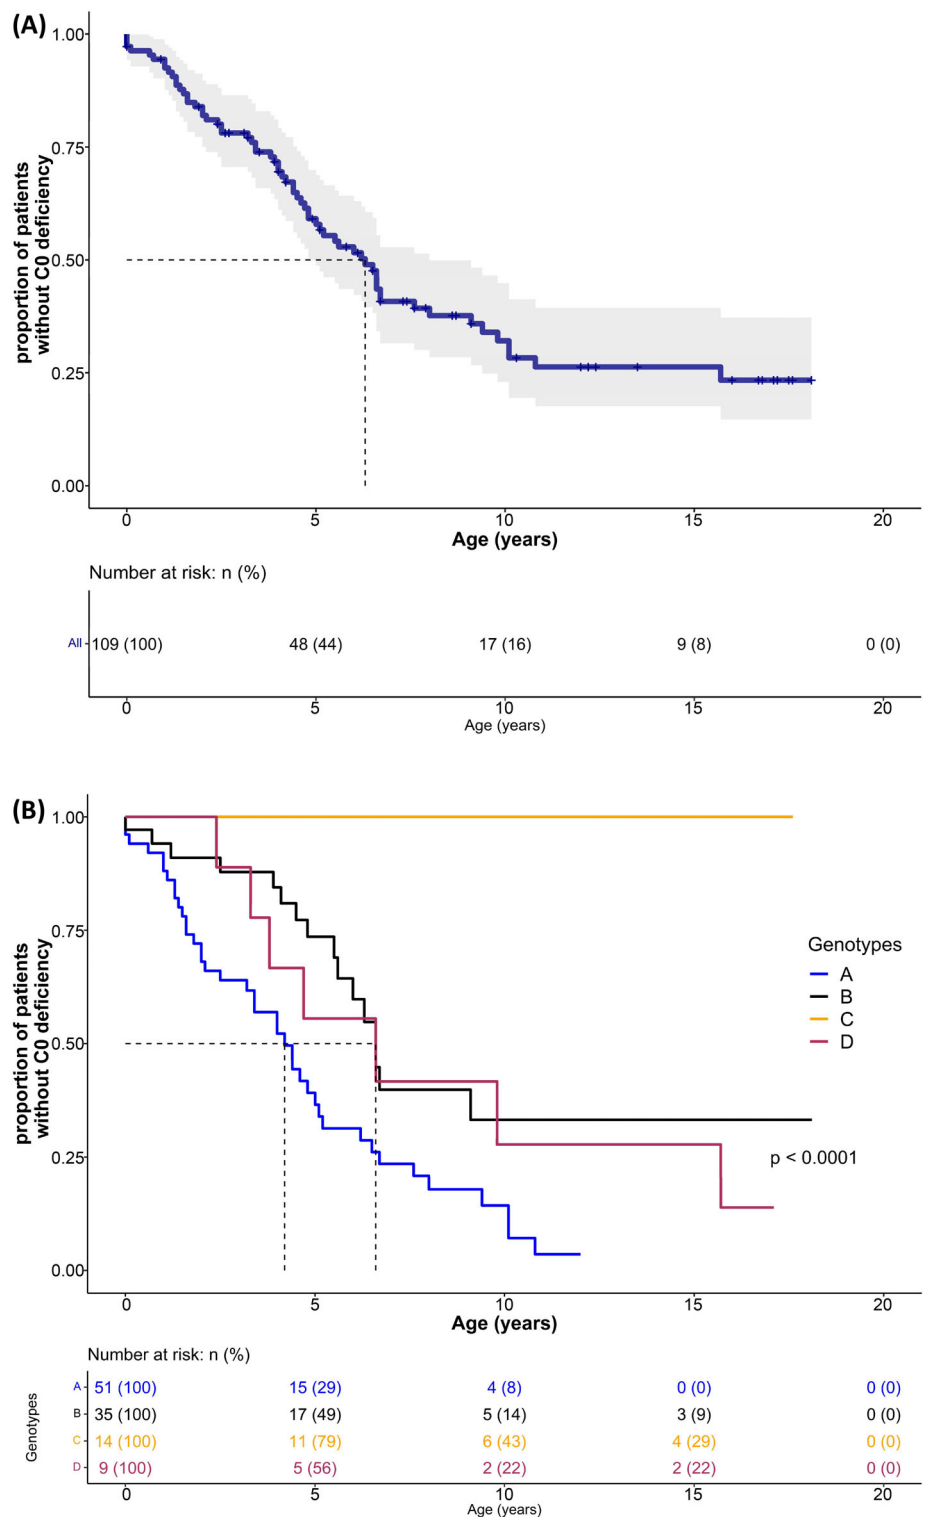 (A)
1.00
0.75
0.50
0.25
0.00
proportion of patients
without C0 deficiency
0 5 10 15 20
Age (years)
Number at risk: n (%)
All 109 (100) 48 (44) 17 (16) 9 (8) 0 (0)
0 5 10 15 20
Age (years)
(B)
1.00
0.75
0.50
0.25
0.00
proportion of patients
without C0 deficiency
Genotypes
A
B
C
D
p < 0.0001
0 5 10 15 20
Age (years)
Number at risk: n (%)
Genotypes
A 51 (100) 15 (29) 4 (8) 0 (0) 0 (0)
B 35 (100) 17 (49) 5 (14) 3 (9) 0 (0)
C 14 (100) 11 (79) 6 (43) 4 (29) 0 (0)
D 9 (100) 5 (56) 2 (22) 2 (22) 0 (0)
0 5 10 15 20
Age (years)